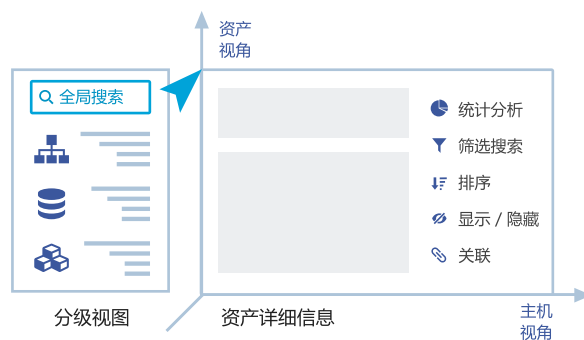 资产
视角
全局搜索
统计分析
筛选搜索
排序
显示 / 隐藏
关联
分级视图
资产详细信息
主机
视角